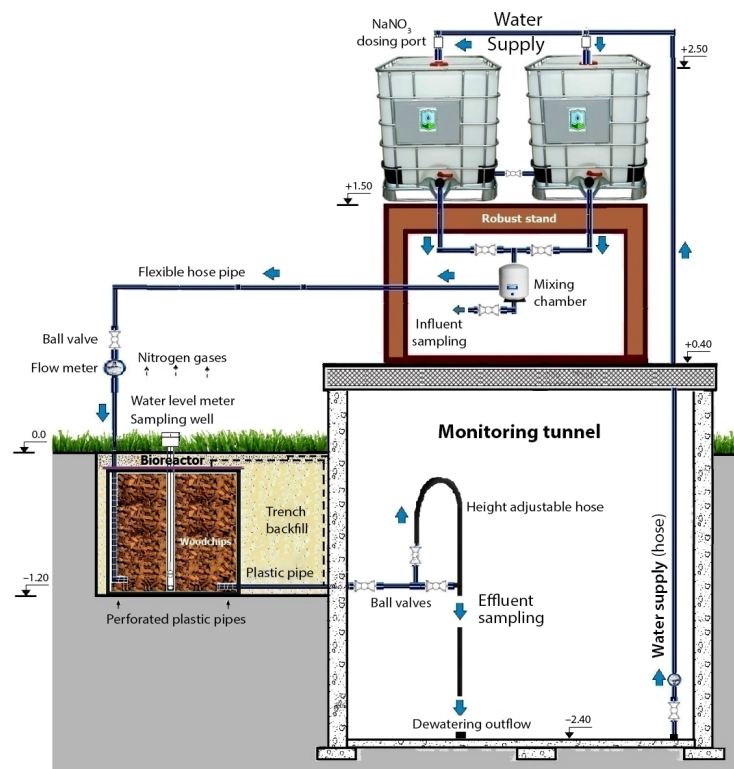 NaNO₃
dosing port
Water
Supply
+2.50
+1.50
Robust stand
Flexible hose pipe
Mixing
chamber
Influent
sampling
Ball valve
Flow meter
Nitrogen gases
+0.40
Water level meter
Sampling well
0.0
Bioreactor
Monitoring tunnel
Trench
backfill
Height adjustable hose
Woodchips
Plastic pipe
−1.20
Ball valves
Effluent
sampling
Perforated plastic pipes
Water supply (hose)
Dewatering outflow
−2.40